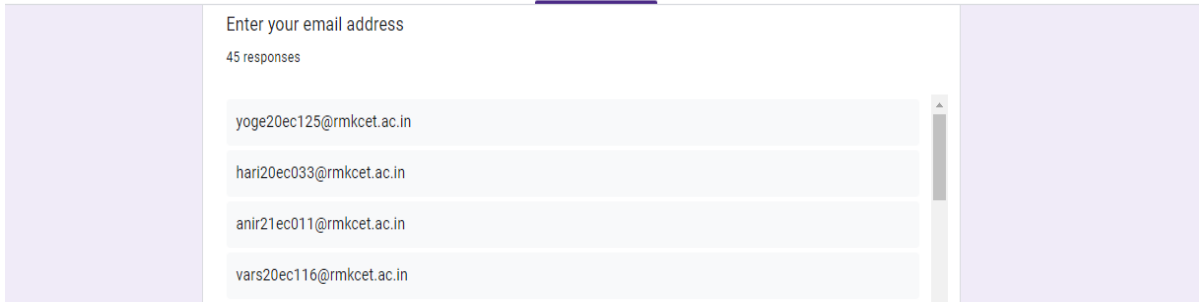 Enter your email address
45 responses
yoge20ec125@rmkcet.ac.in
hari20ec033@rmkcet.ac.in
anir21ec011@rmkcet.ac.in
vars20ec116@rmkcet.ac.in